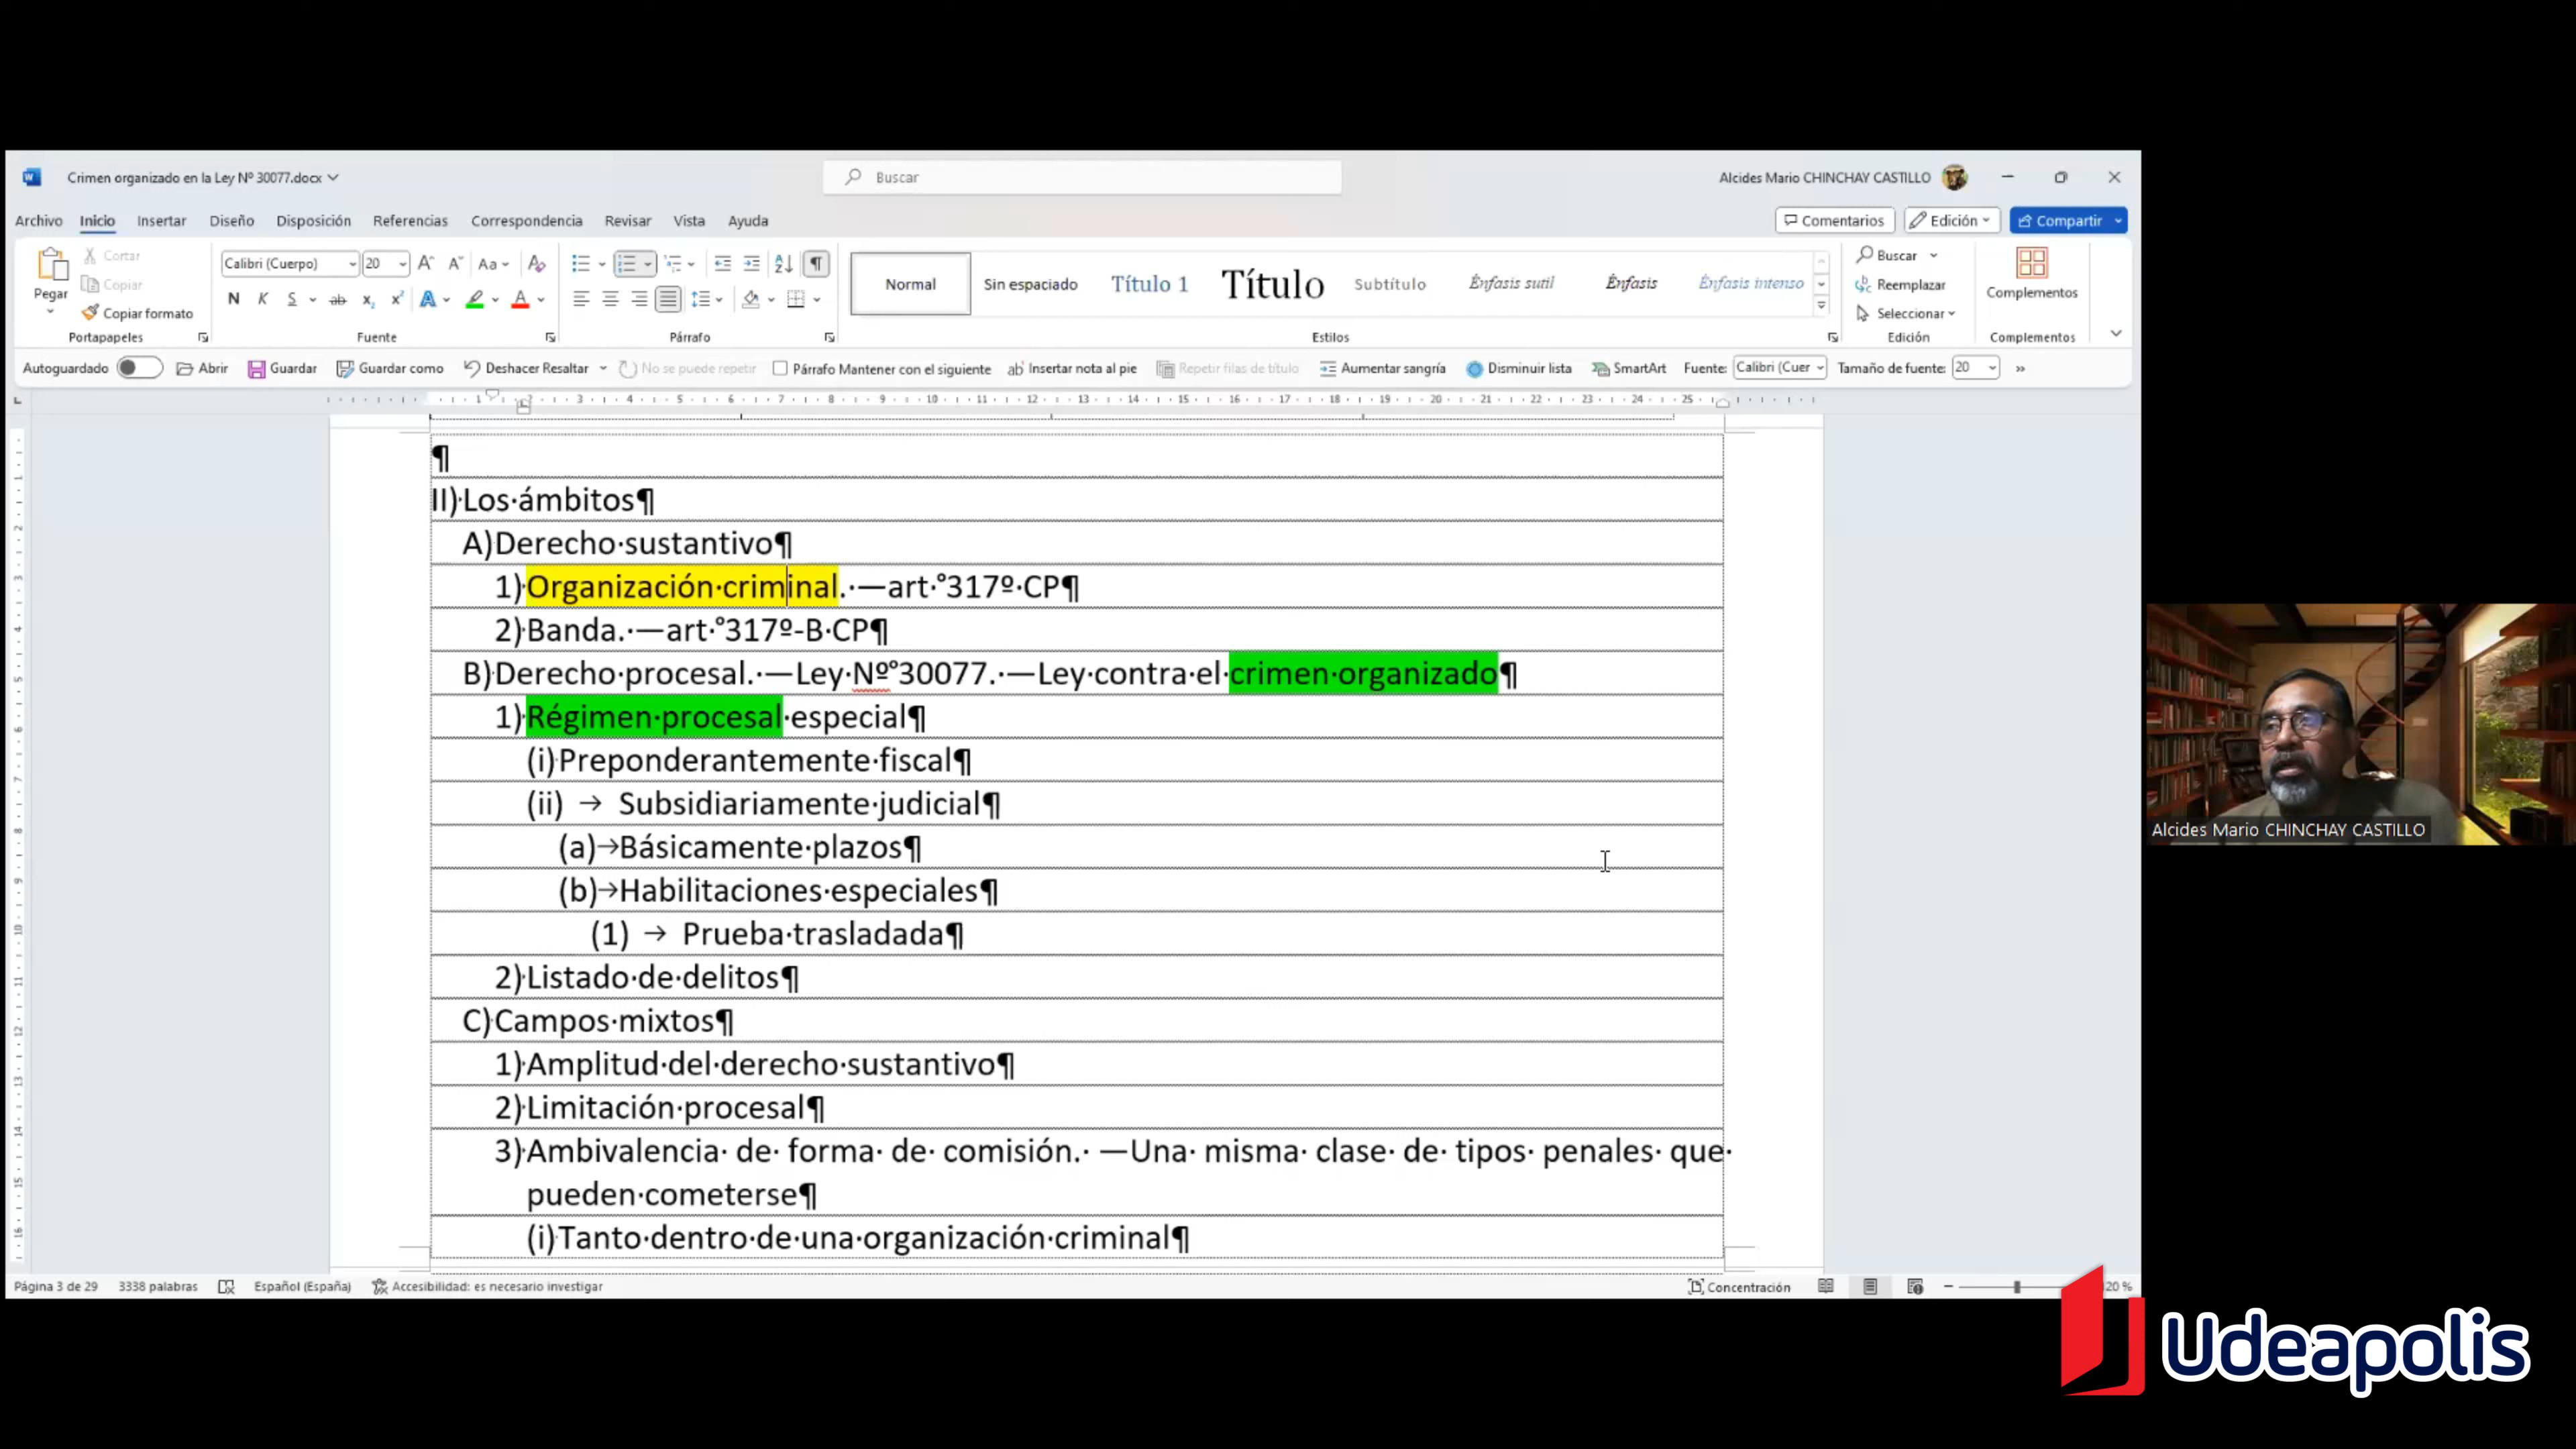 Crimen organizado en la Ley Nº 30077.docx
Buscar
Alcides Mario CHINCHAY CASTILLO
Archivo Inicio Insertar Diseño Disposición Referencias Correspondencia Revisar Vista Ayuda
Comentarios Edición Compartir
Pegar
Cortar
Copiar
Copiar formato
Portapapeles
Calibri (Cuerpo) 20
Fuente
Párrafo
Normal Sin espaciado Título 1 Título Subtítulo Énfasis sutil Énfasis Énfasis intenso
Estilos
Buscar
Reemplazar
Seleccionar
Edición
Complementos
Complementos
Autoguardado Abrir Guardar Guardar como Deshacer Resaltar No se puede repetir Párrafo Mantener con el siguiente Insertar nota al pie Repetir filas de título Aumentar sangría Disminuir lista SmartArt Fuente: Calibri (Cuer Tamaño de fuente: 20 »
¶
II)·Los·ámbitos¶
A)Derecho·sustantivo¶
1)·Organización·criminal.·—art·°317º·CP¶
2)·Banda.·—art·°317º-B·CP¶
B)·Derecho·procesal.·—Ley·Nº°30077.·—Ley·contra·el·crimen·organizado¶
1)·Régimen·procesal·especial¶
(i)·Preponderantemente·fiscal¶
(ii) → Subsidiariamente·judicial¶
(a)→Básicamente·plazos¶
(b)→Habilitaciones·especiales¶
(1) → Prueba·trasladada¶
2)·Listado·de·delitos¶
C)·Campos·mixtos¶
1)·Amplitud·del·derecho·sustantivo¶
2)·Limitación·procesal¶
3)·Ambivalencia· de· forma· de· comisión.· —Una· misma· clase· de· tipos· penales· que·
pueden·cometerse¶
(i)·Tanto·dentro·de·una·organización·criminal¶
Página 3 de 29 3338 palabras Español (España) Accesibilidad: es necesario investigar
Concentración
Alcides Mario CHINCHAY CASTILLO
Udeapolis